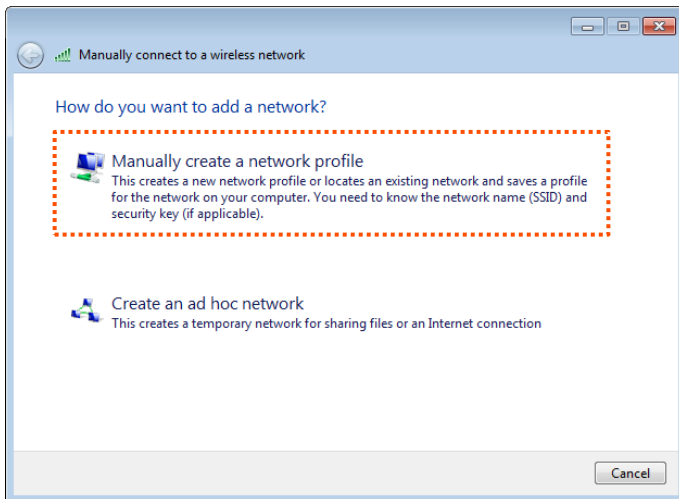 Manually connect to a wireless network
How do you want to add a network?
Manually create a network profile
This creates a new network profile or locates an existing network and saves a profile
for the network on your computer. You need to know the network name (SSID) and
security key (if applicable).
Create an ad hoc network
This creates a temporary network for sharing files or an Internet connection
Cancel